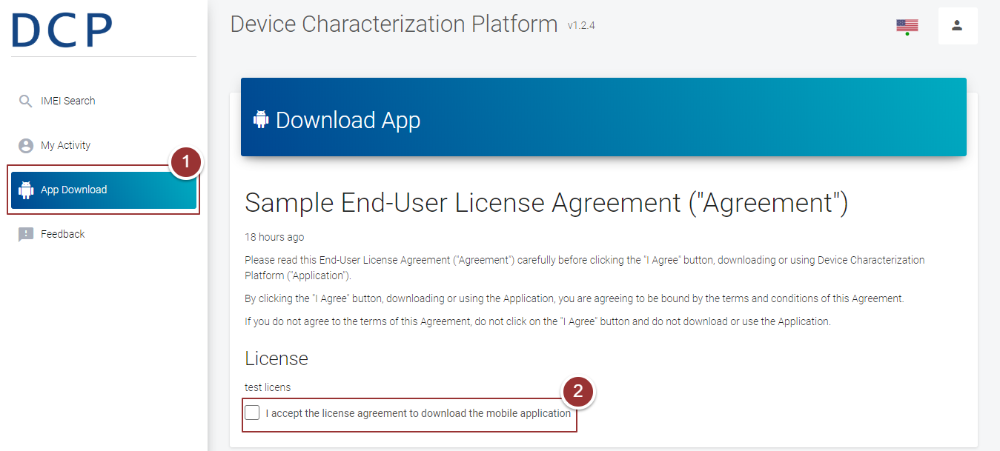 DCP
Device Characterization Platform v1.2.4
IMEI Search
My Activity
1
App Download
Feedback
Download App
Sample End-User License Agreement ("Agreement")
18 hours ago
Please read this End-User License Agreement ("Agreement") carefully before clicking the "I Agree" button, downloading or using Device Characterization
Platform ("Application").
By clicking the "I Agree" button, downloading or using the Application, you are agreeing to be bound by the terms and conditions of this Agreement.
If you do not agree to the terms of this Agreement, do not click on the "I Agree" button and do not download or use the Application.
License
test licens
2
I accept the license agreement to download the mobile application